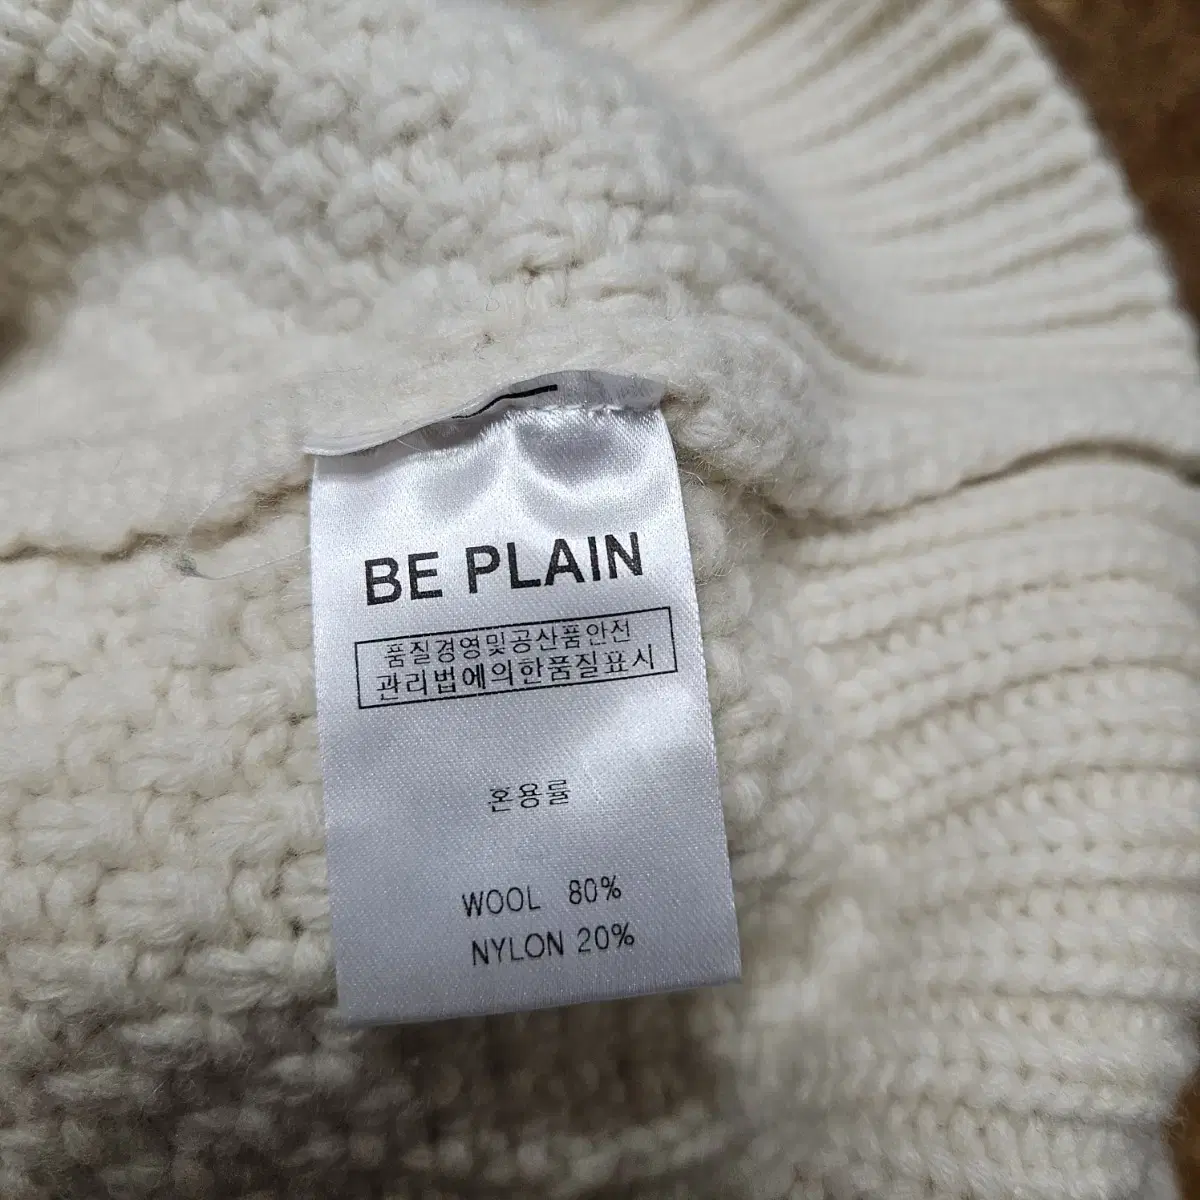 BE PLAIN
품질경영및공산품안전
관리법에의한품질표시
혼용률
WOOL 80%
NYLON 20%